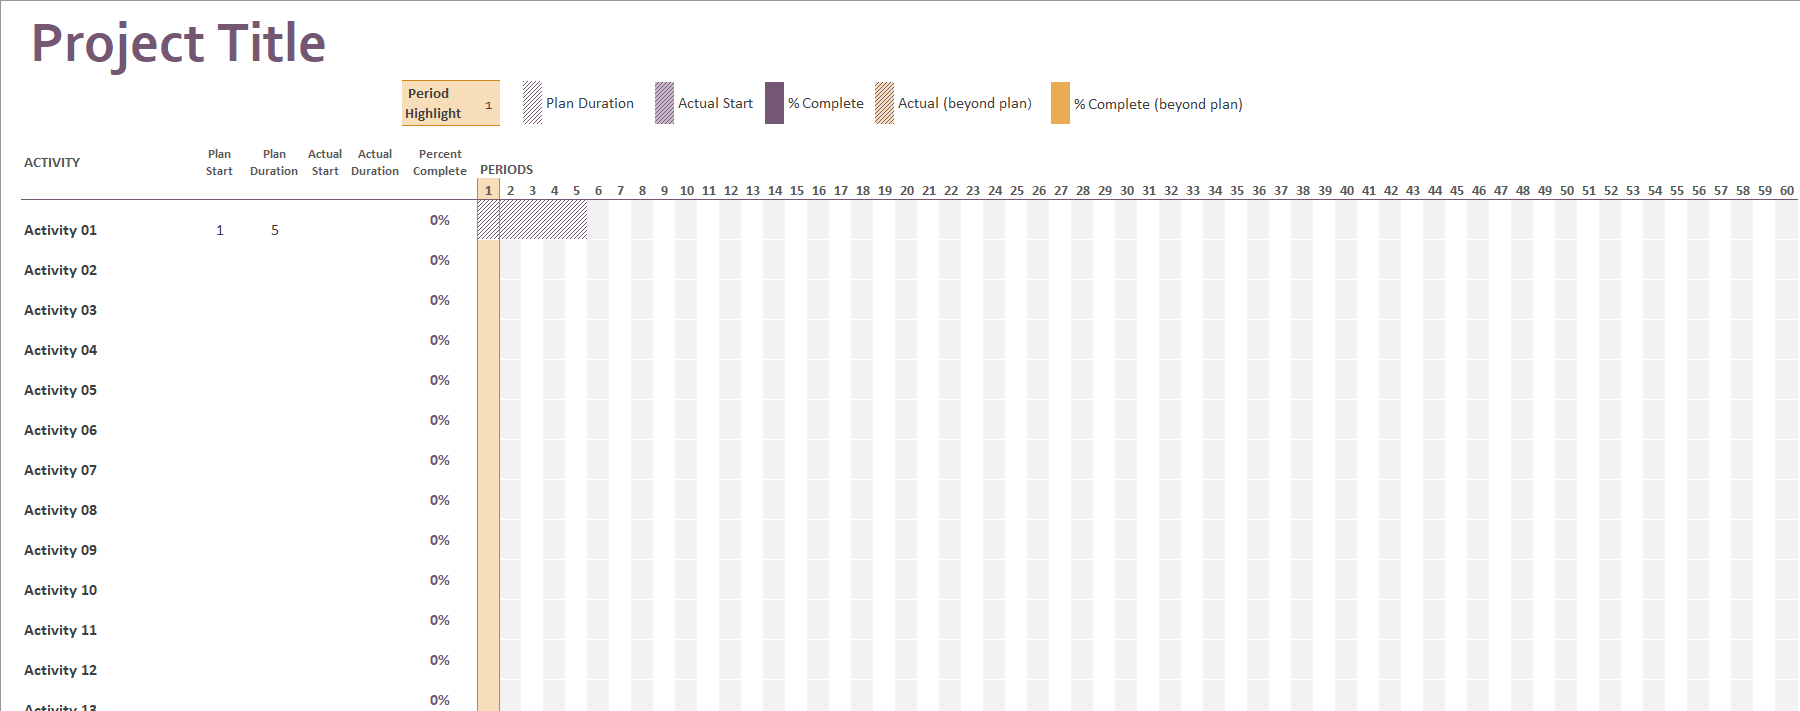 Project Title
Period
Highlight
1
Plan Duration
Actual Start
% Complete
Actual (beyond plan)
% Complete (beyond plan)
ACTIVITY
Plan
Start
Plan
Duration
Actual
Start
Actual
Duration
Percent
Complete
PERIODS
1 2 3 4 5 6 7 8 9 10 11 12 13 14 15 16 17 18 19 20 21 22 23 24 25 26 27 28 29 30 31 32 33 34 35 36 37 38 39 40 41 42 43 44 45 46 47 48 49 50 51 52 53 54 55 56 57 58 59 60
Activity 01 1 5 0%
Activity 02 0%
Activity 03 0%
Activity 04 0%
Activity 05 0%
Activity 06 0%
Activity 07 0%
Activity 08 0%
Activity 09 0%
Activity 10 0%
Activity 11 0%
Activity 12 0%
Activity 13 0%